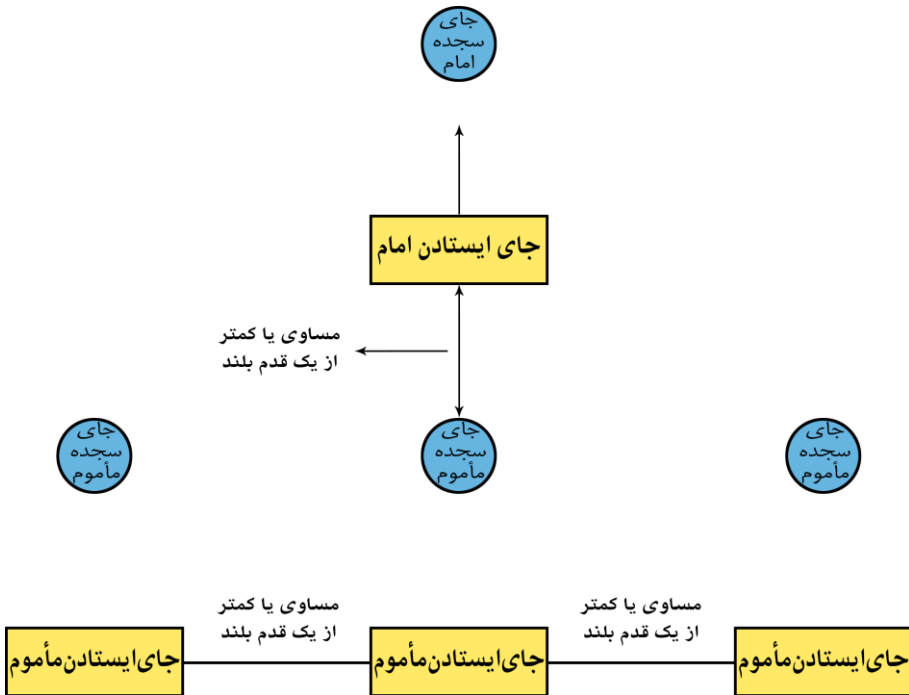 جای
سجده
امام
جای ایستادن امام
مساوی یا کمتر
از یک قدم بلند
جای
سجده
مأموم
جای
سجده
مأموم
جای
سجده
مأموم
مساوی یا کمتر
از یک قدم بلند
مساوی یا کمتر
از یک قدم بلند
جای ایستادن مأموم
جای ایستادن مأموم
جای ایستادن مأموم